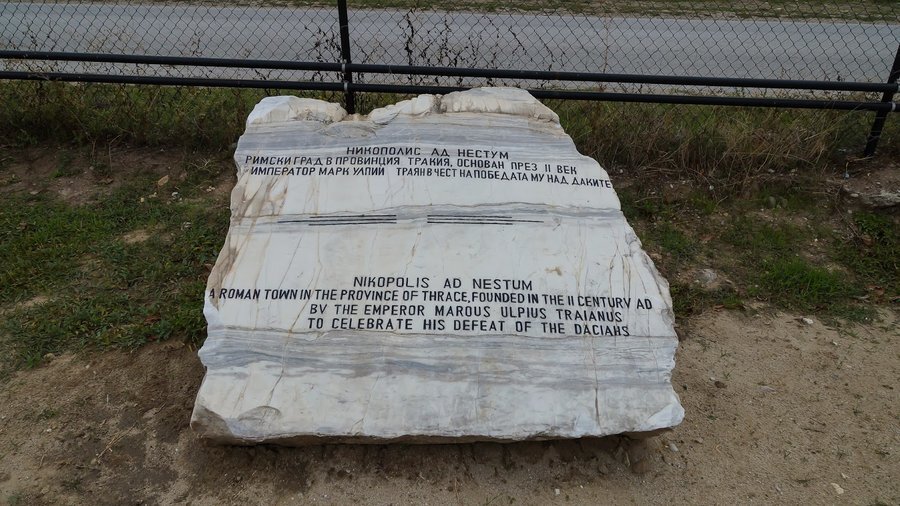 НИКОПОЛИС АД НЕСТУМ
РИМСКИ ГРАД В ПРОВИНЦИЯ ТРАКИЯ, ОСНОВАН ПРЕЗ II ВЕК
ИМПЕРАТОР МАРК УЛПИЙ ТРАЯН В ЧЕСТ НА ПОБЕДАТА МУ НАД ДАКИТЕ
NIKOPOLIS AD NESTUM
A ROMAN TOWN IN THE PROVINCE OF THRACE, FOUNDED IN THE II CENTURY AD
BV THE EMPEROR MAROUS ULPIUS TRAIANUS
TO CELEBRATE HIS DEFEAT OF THE DACIAHS